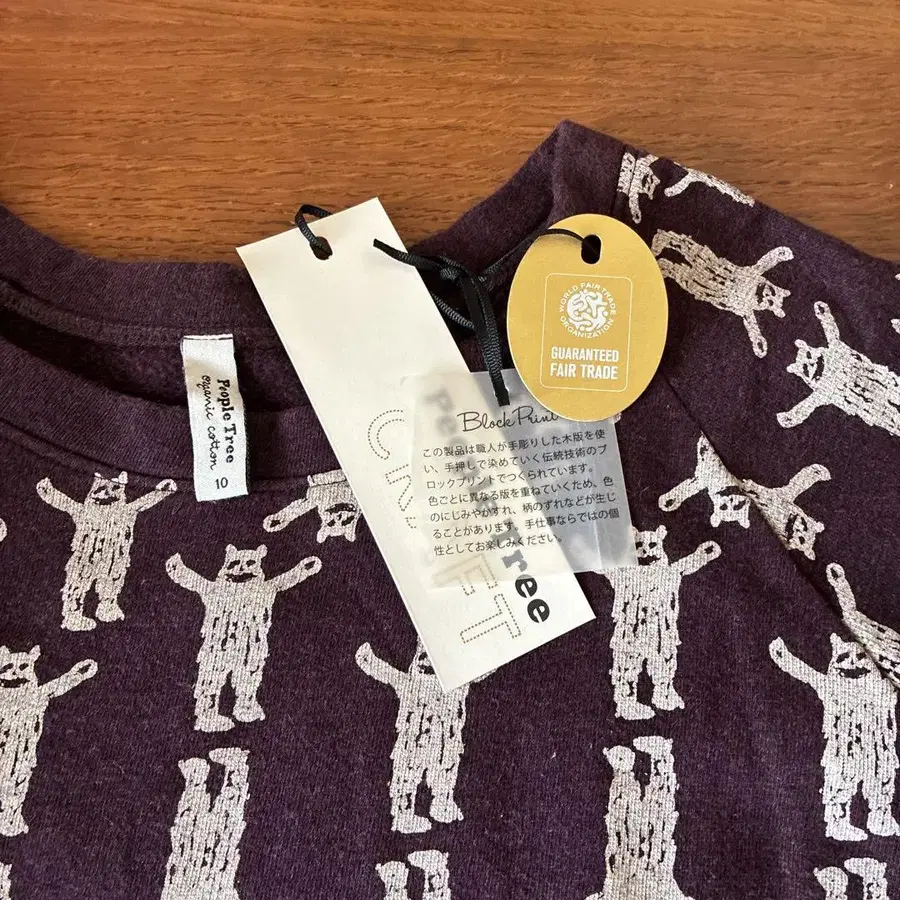 People Tree
organic cotton
10
WORLD FAIR TRADE
ORGANIZATION
GUARANTEED
FAIR TRADE
Block Print
この製品は職人が手彫りした木版を使
い、手押しで染めていく伝統技術のブ
ロックプリントでつくられています。
色ごとに異なる版を重ねていくため、色
のにじみやかすれ、柄のずれなどが生じ
ることがあります。手仕事ならではの個
性としてお楽しみください。